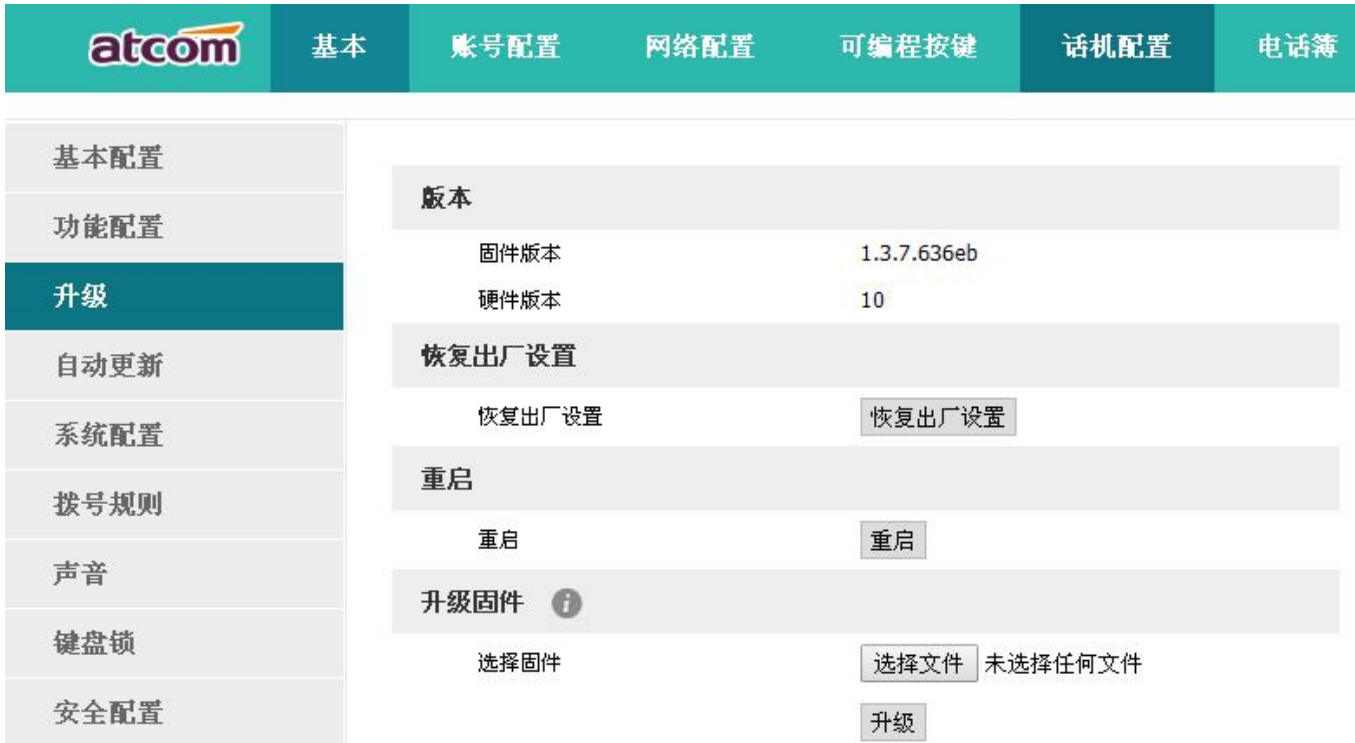 atcom 基本 账号配置 网络配置 可编程按键 话机配置 电话簿
基本配置
功能配置
升级
自动更新
系统配置
拨号规则
声音
键盘锁
安全配置
版本
固件版本 1.3.7.636eb
硬件版本 10
恢复出厂设置
恢复出厂设置 恢复出厂设置
重启
重启 重启
升级固件 i
选择固件 选择文件 未选择任何文件
升级